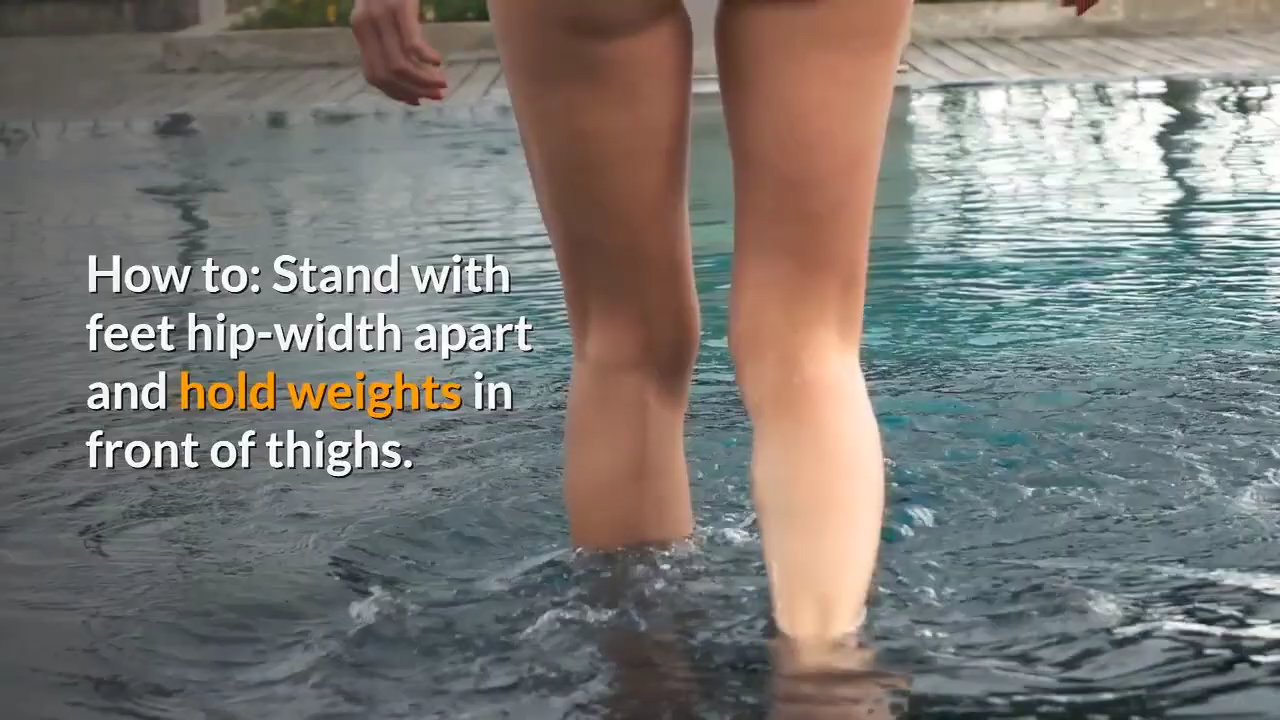 How to: Stand with
feet hip-width apart
and hold weights in
front of thighs.